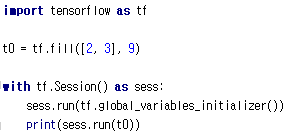 import tensorflow as tf
t0 = tf.fill([2, 3], 9)
with tf.Session() as sess:
sess.run(tf.global_variables_initializer())
print(sess.run(t0))